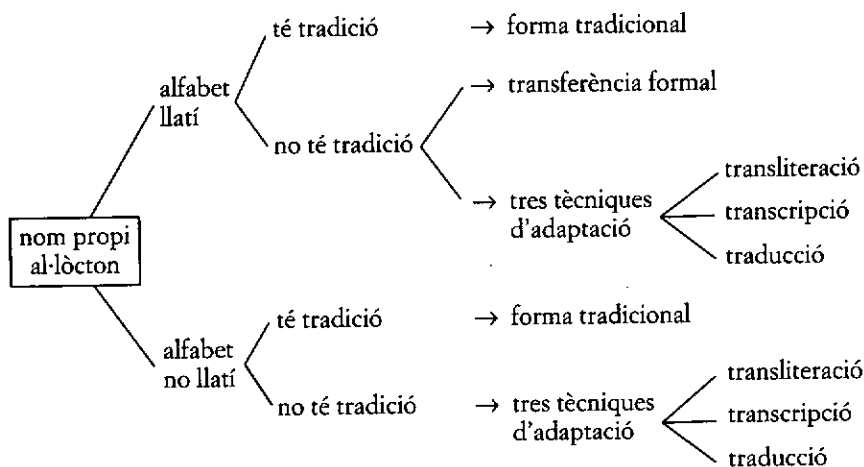 té tradició → forma tradicional
alfabet
llatí
→ transferència formal
no té tradició
→ tres tècniques
d'adaptació
transliteració
transcripció
traducció
nom propi
al·lòcton
té tradició → forma tradicional
alfabet
no llatí
no té tradició → tres tècniques
d'adaptació
transliteració
transcripció
traducció